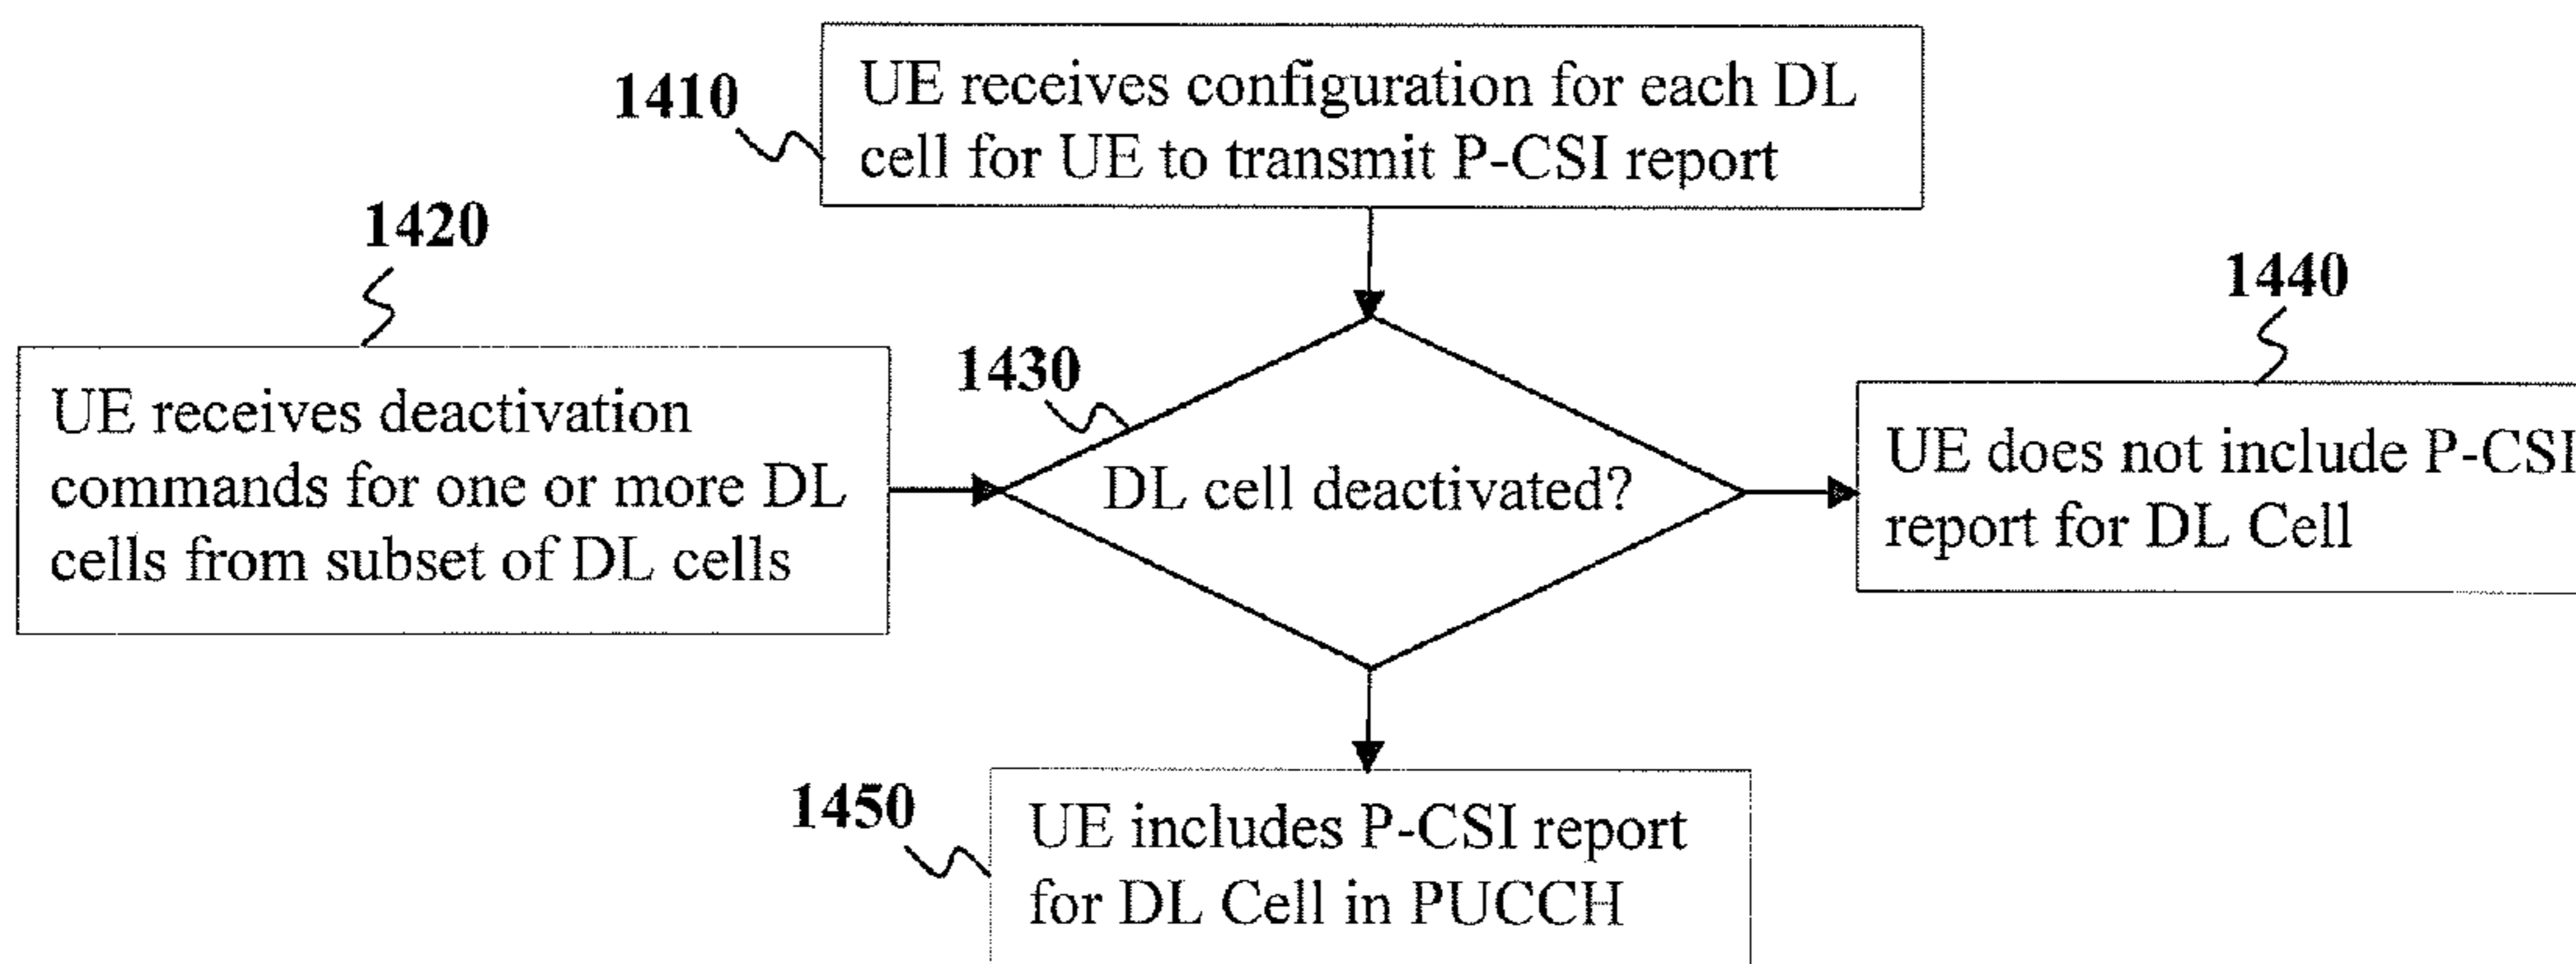 1410
UE receives configuration for each DL
cell for UE to transmit P-CSI report
1420
UE receives deactivation
commands for one or more DL
cells from subset of DL cells
1430
DL cell deactivated?
1440
UE does not include P-CSI
report for DL Cell
1450
UE includes P-CSI report
for DL Cell in PUCCH